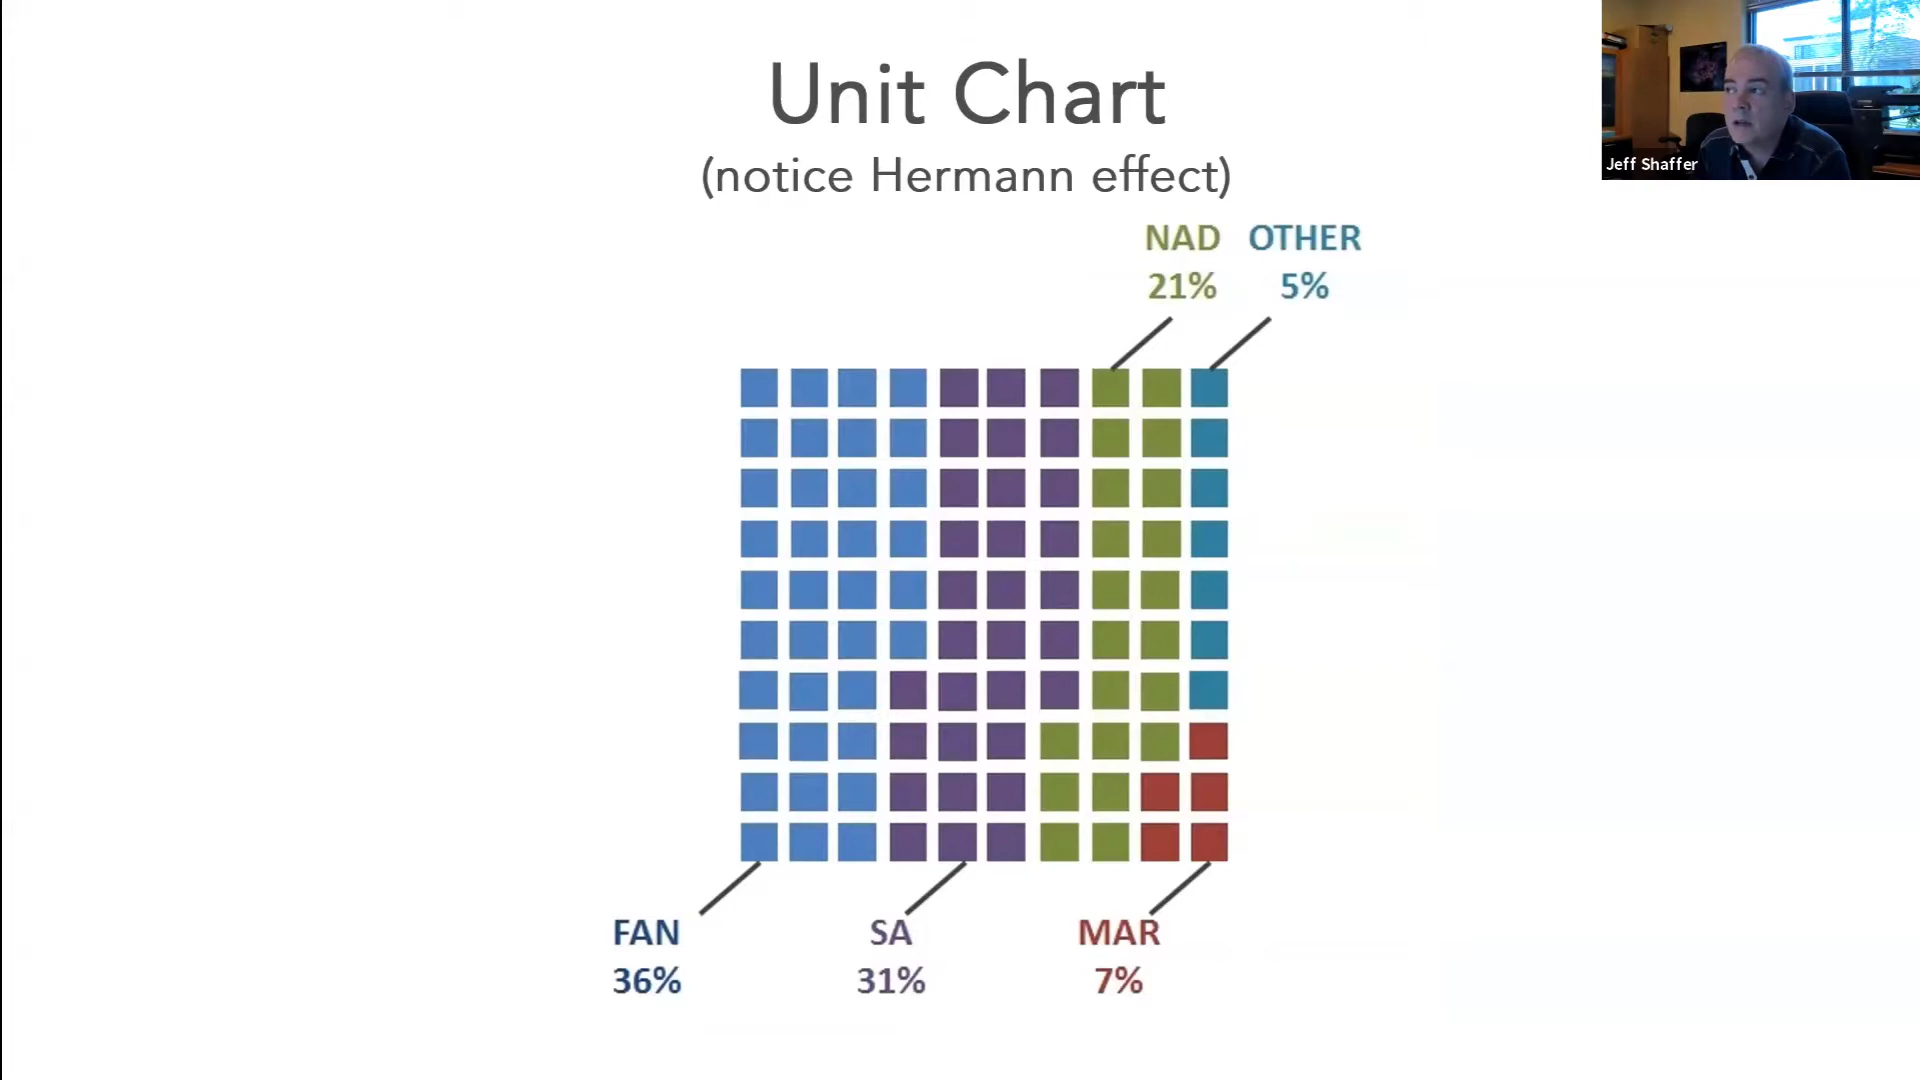 Unit Chart
(notice Hermann effect)
Jeff Shaffer
NAD OTHER
21% 5%
FAN SA MAR
36% 31% 7%